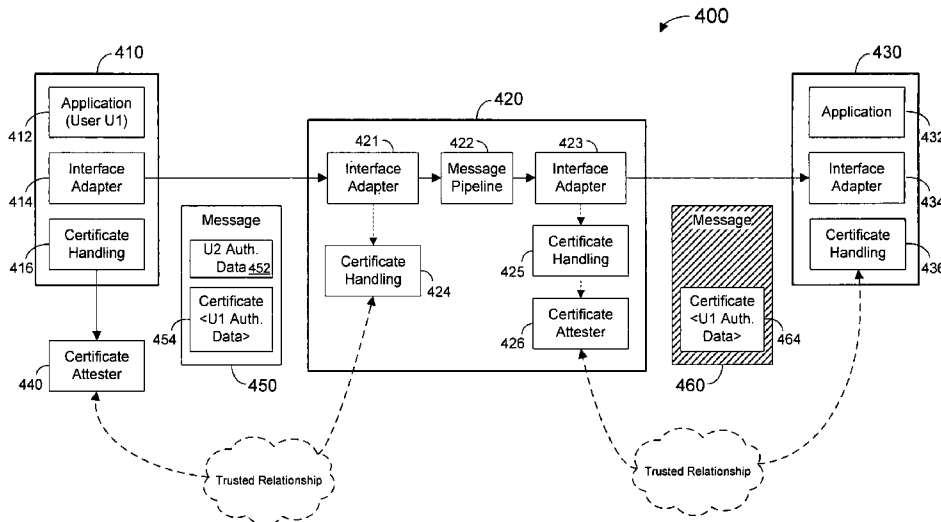 400
410
Application
(User U1)
412
Interface
Adapter
414
Certificate
Handling
416
Certificate
Attester
440
Message
U2 Auth.
Data 452
Certificate
<U1 Auth.
Data>
454
450
420
421
Interface
Adapter
422
Message
Pipeline
423
Interface
Adapter
Certificate
Handling
424
Certificate
Handling
425
Certificate
Attester
426
Message
Certificate
<U1 Auth.
Data>
464
460
430
Application
432
Interface
Adapter
434
Certificate
Handling
436
Trusted Relationship
Trusted Relationship